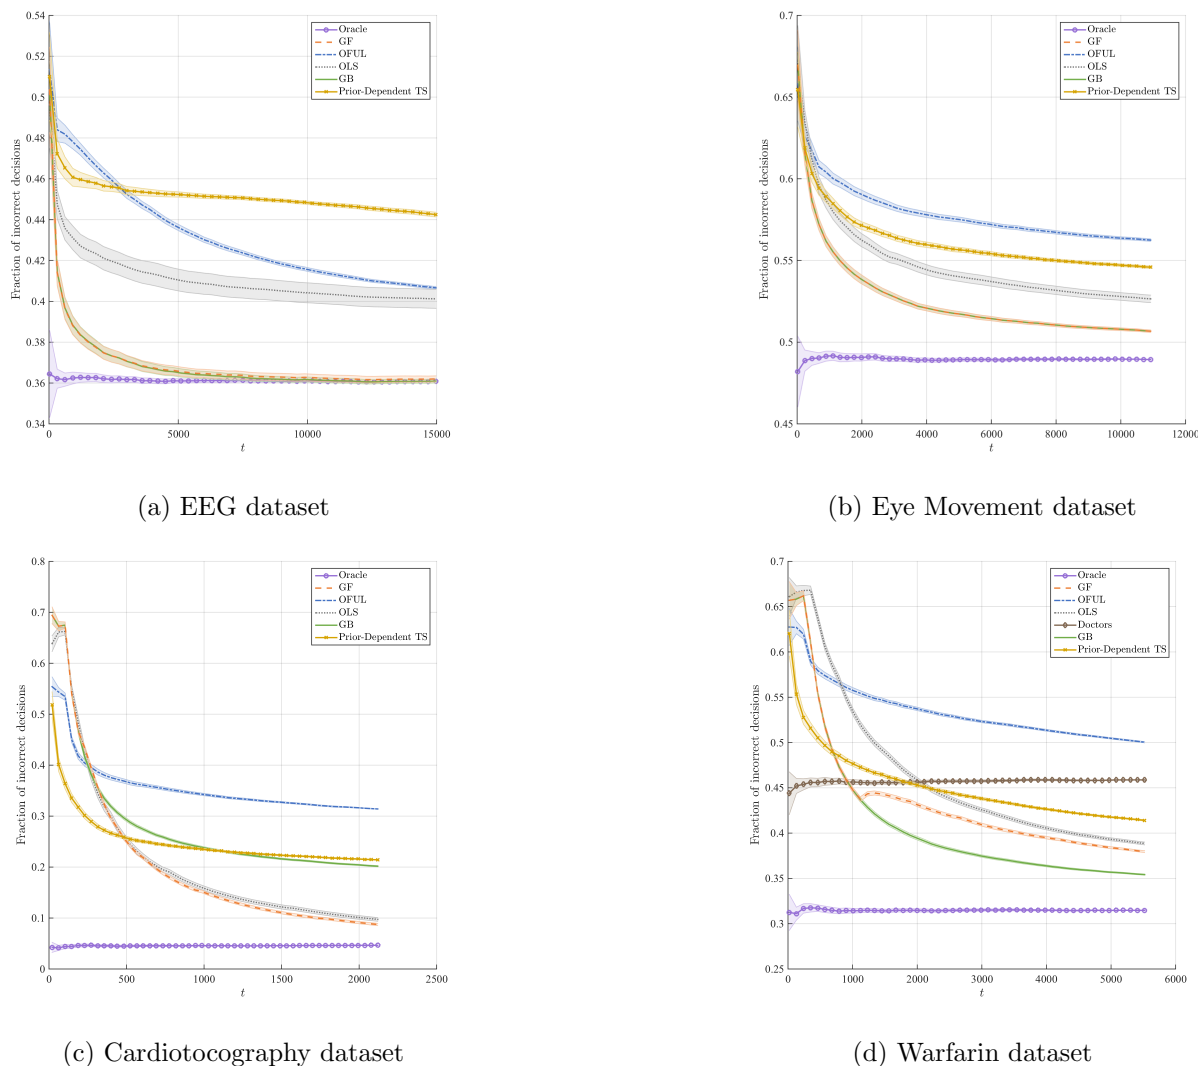 Fraction of incorrect decisions
0.54
0.52
0.5
0.48
0.46
0.44
0.42
0.4
0.38
0.36
0.34
0
5000
10000
15000
t
Oracle
GF
OFUL
OLS
GB
Prior-Dependent TS
(a) EEG dataset
Fraction of incorrect decisions
0.7
0.65
0.6
0.55
0.5
0.45
0
2000
4000
6000
8000
10000
12000
t
Oracle
GF
OFUL
OLS
GB
Prior-Dependent TS
(b) Eye Movement dataset
Fraction of incorrect decisions
0.8
0.7
0.6
0.5
0.4
0.3
0.2
0.1
0
0
500
1000
1500
2000
2500
t
Oracle
GF
OFUL
OLS
GB
Prior-Dependent TS
(c) Cardiotocography dataset
Fraction of incorrect decisions
0.7
0.65
0.6
0.55
0.5
0.45
0.4
0.35
0.3
0.25
0
1000
2000
3000
4000
5000
6000
t
Oracle
GF
OFUL
OLS
Doctors
GB
Prior-Dependent TS
(d) Warfarin dataset